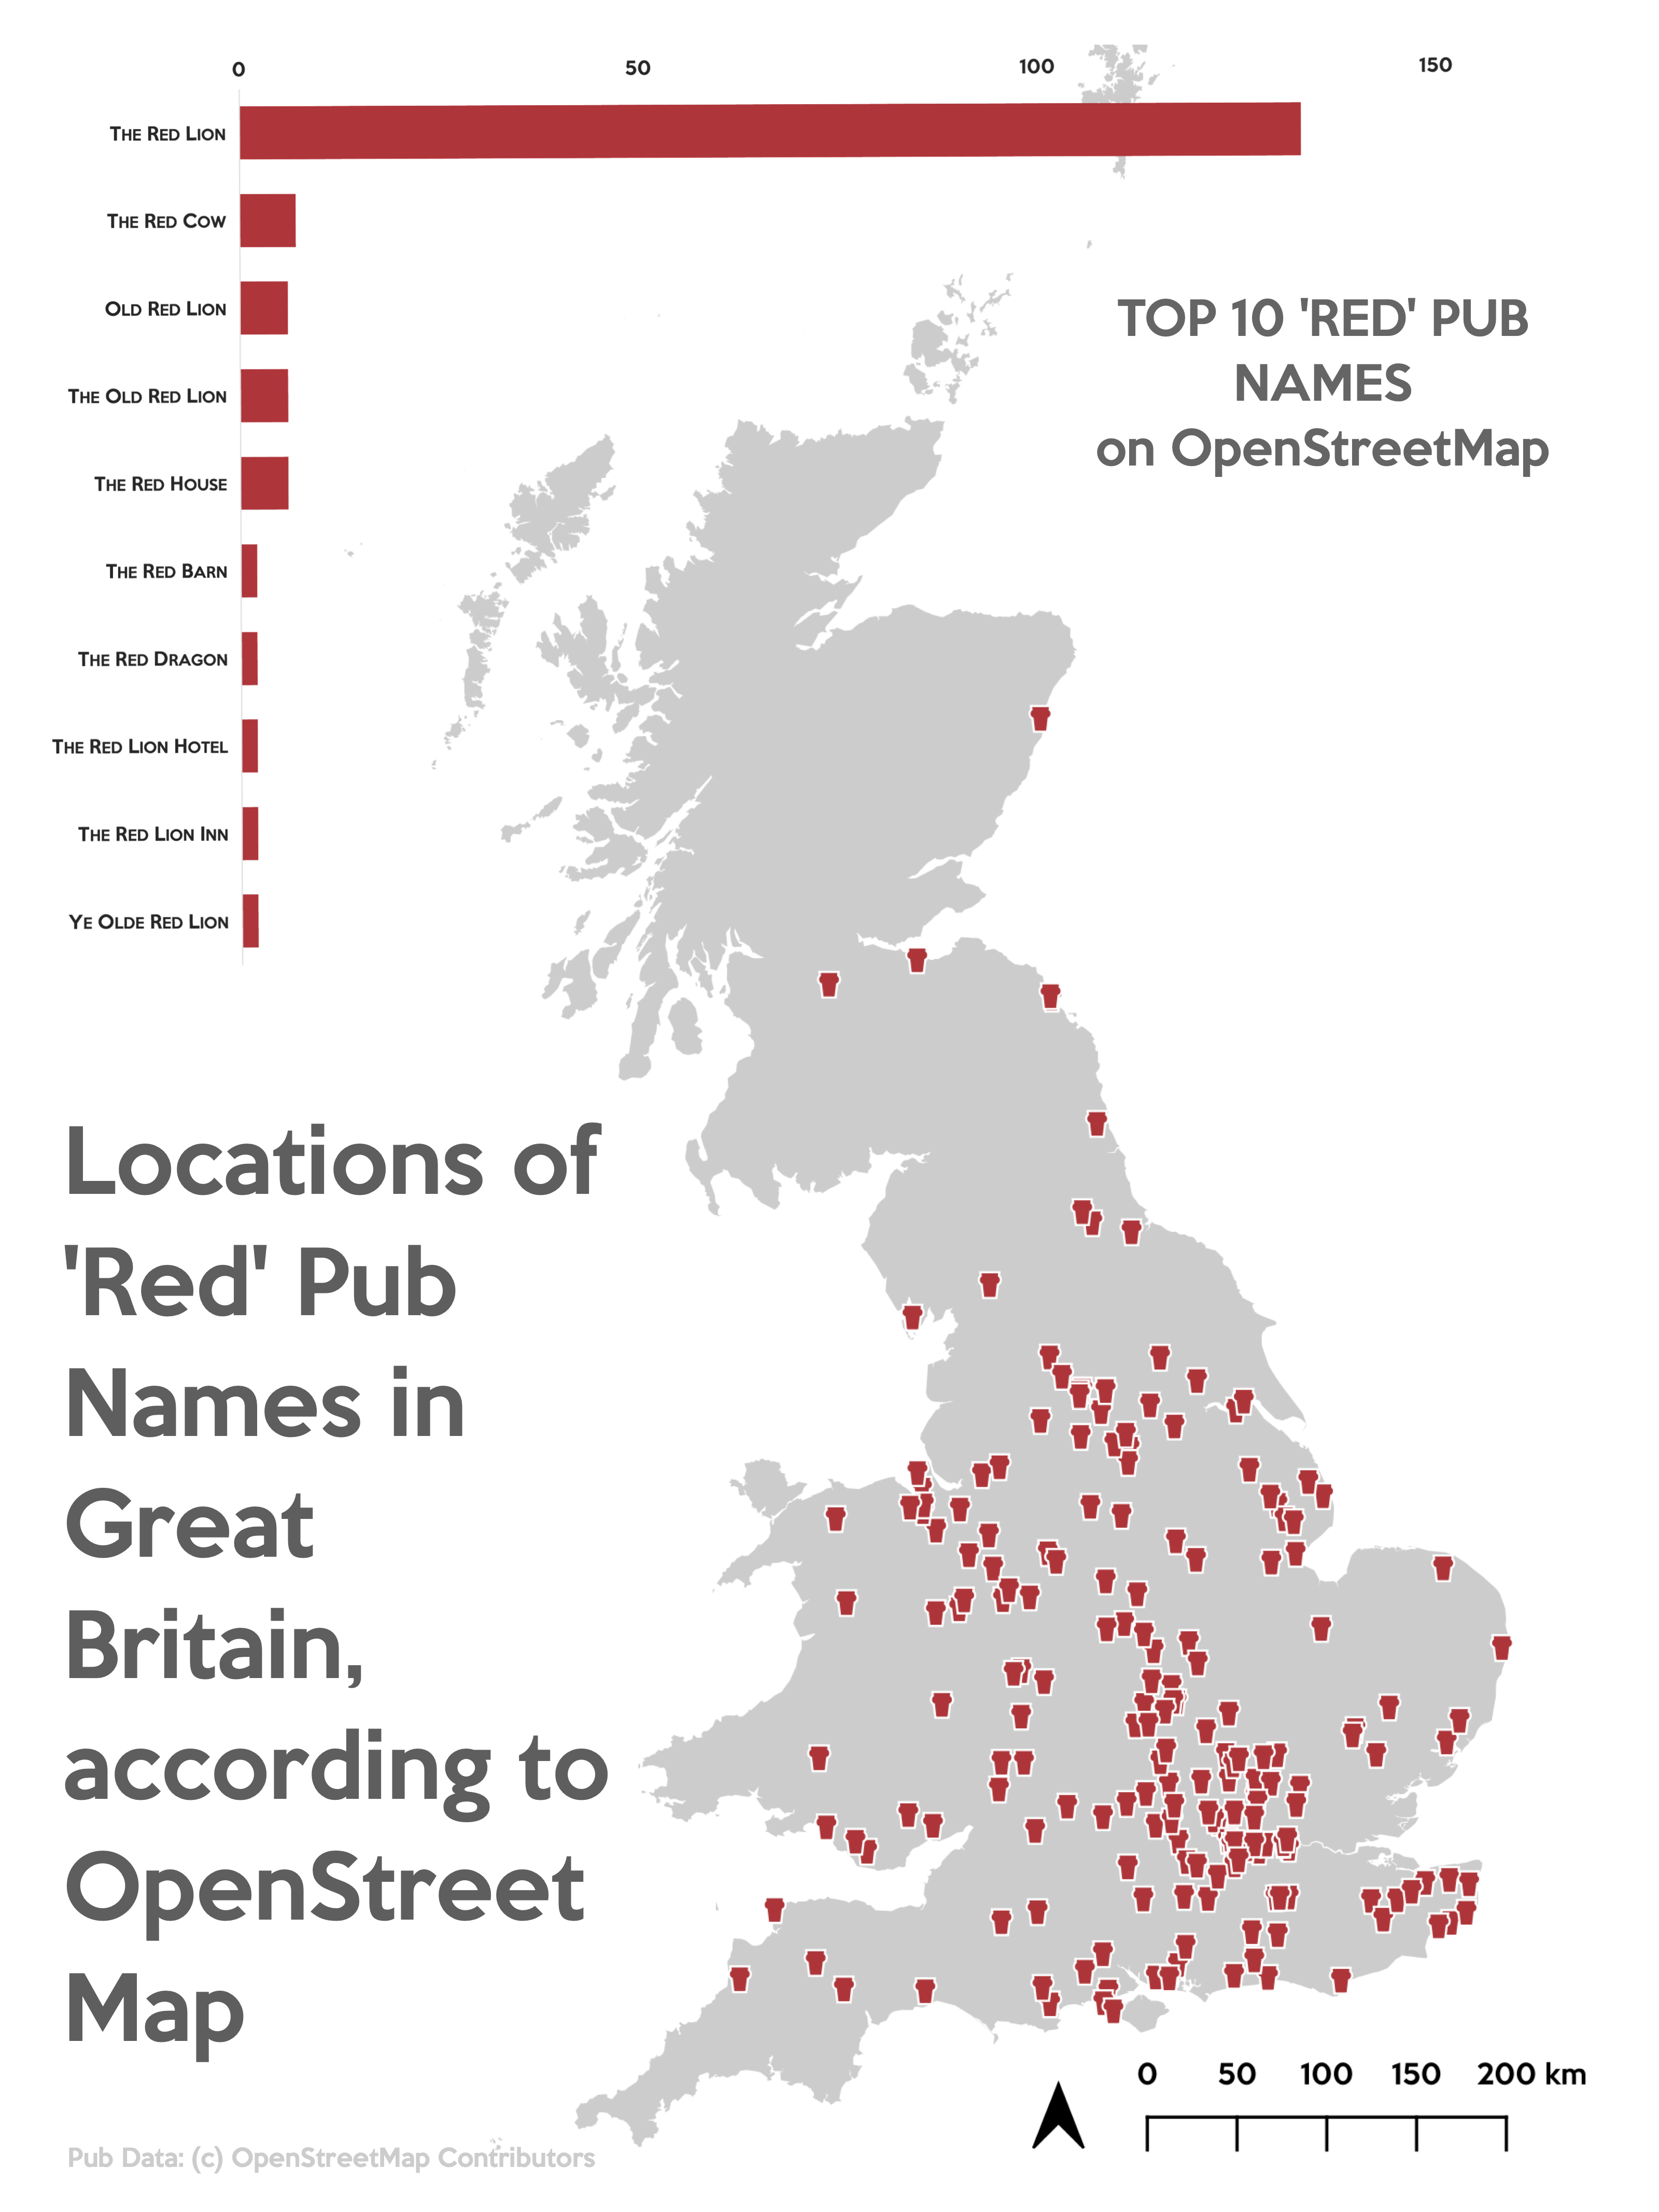 0 50 100 150
The Red Lion
The Red Cow
Old Red Lion
The Old Red Lion
The Red House
The Red Barn
The Red Dragon
The Red Lion Hotel
The Red Lion Inn
Ye Olde Red Lion
TOP 10 'RED' PUB
NAMES
on OpenStreetMap
Locations of
'Red' Pub
Names in
Great
Britain,
according to
OpenStreet
Map
0 50 100 150 200 km
Pub Data: (c) OpenStreetMap Contributors